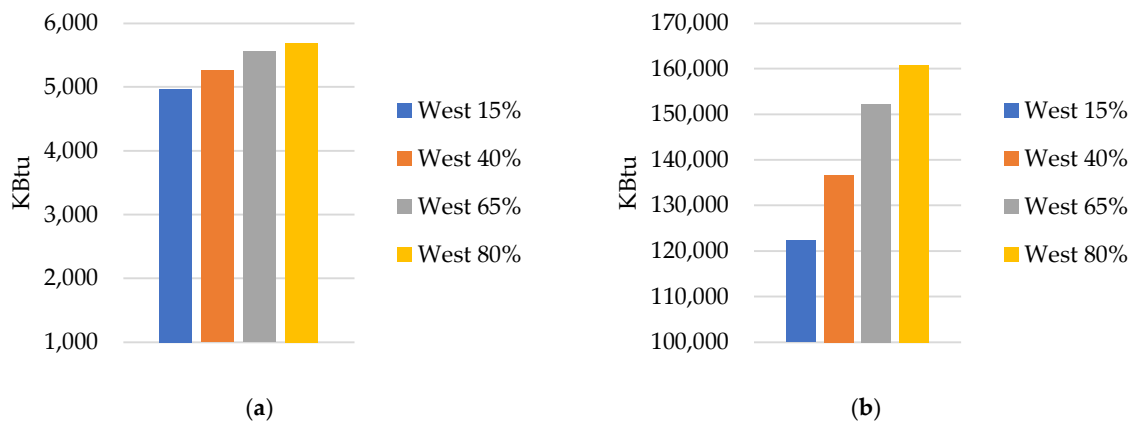 6,000
5,000
4,000
3,000
2,000
1,000
KBtu
West 15%
West 40%
West 65%
West 80%
(a)
170,000
160,000
150,000
140,000
130,000
120,000
110,000
100,000
KBtu
West 15%
West 40%
West 65%
West 80%
(b)